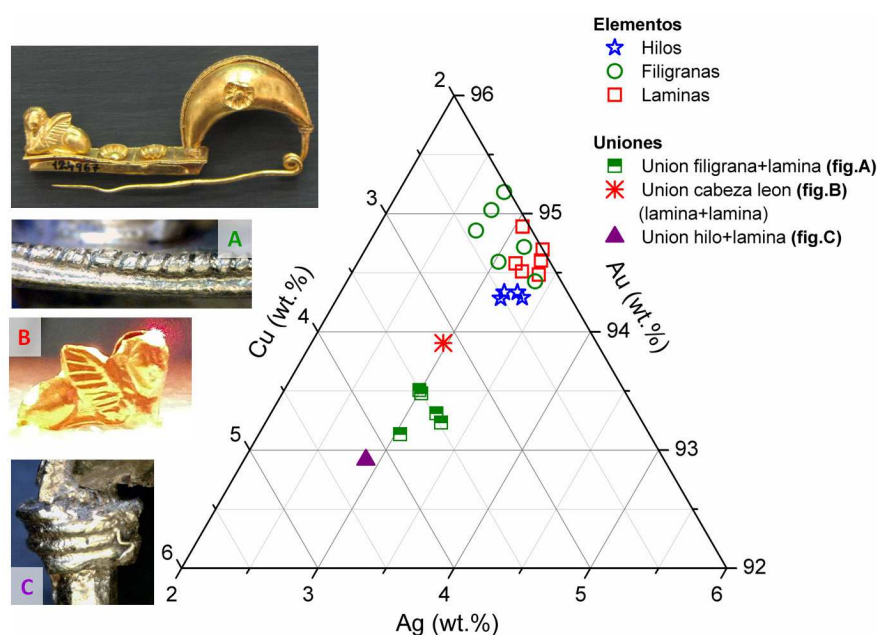 Elementos
Hilos
Filigranas
Laminas
Uniones
Union filigrana+lamina (fig.A)
Union cabeza leon (fig.B)
(lamina+lamina)
Union hilo+lamina (fig.C)
124967
A
B
C
2
3
4
5
6
Cu (wt.%)
96
95
94
93
92
Au (wt.%)
2
3
4
5
6
Ag (wt.%)